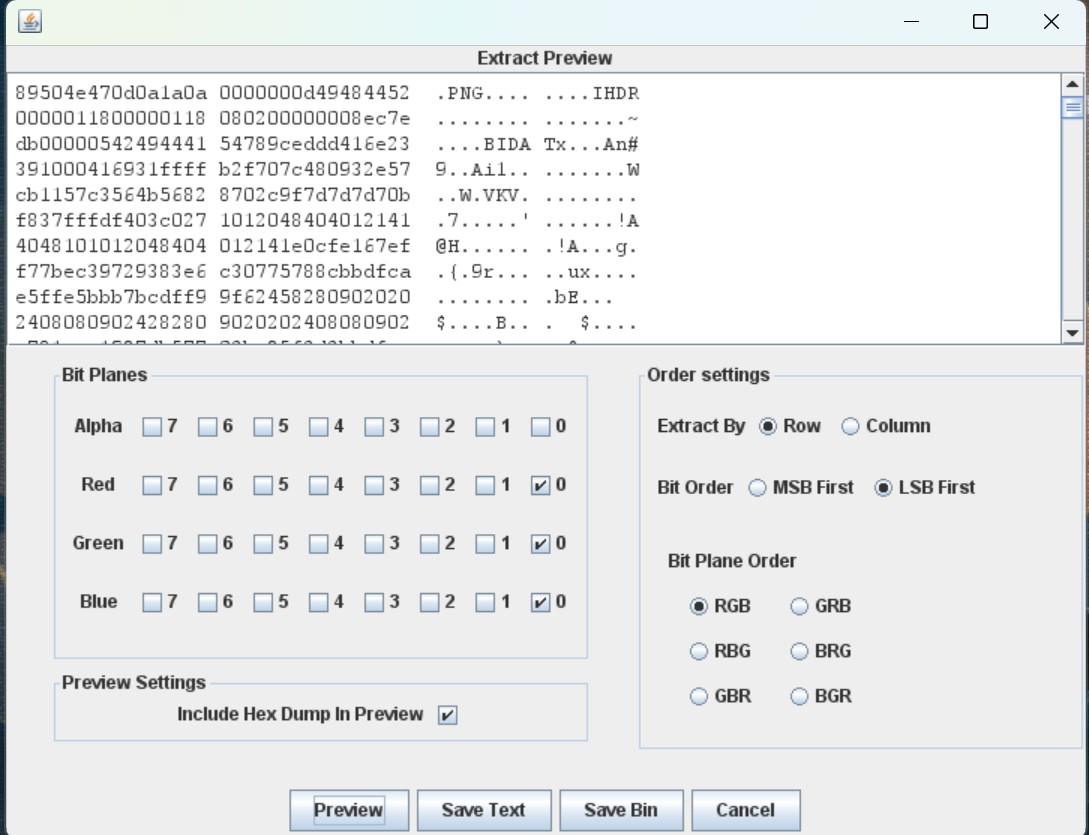 Extract Preview
89504e470d0a1a0a 0000000d49484452 .PNG.... ....IHDR
0000011800000118 080200000008ec7e ........ .......~
db00000542494441 54789ceddd416e23 ....BIDA Tx...An#
391000416931ffff b2f707c480932e57 9..Ai1.. .......W
cb1157c3564b5682 8702c9f7d7d7d70b ..W.VKV. ........
f837fffdf403c027 1012048404012141 .7.....' ......!A
4048101012048404 012141e0cfe167ef @H...... .!A...g.
f77bec39729383e6 c30775788cbbdfca .{.9r... ..ux....
e5ffe5bbb7bcdff9 9f62458280902020 ........ .bE...
2408080902428280 9020202408080902 $....B.. . $....
Bit Planes
Alpha 7 6 5 4 3 2 1 0
Red 7 6 5 4 3 2 1 0
Green 7 6 5 4 3 2 1 0
Blue 7 6 5 4 3 2 1 0
Preview Settings
Include Hex Dump In Preview
Order settings
Extract By Row Column
Bit Order MSB First LSB First
Bit Plane Order
RGB GRB
RBG BRG
GBR BGR
Preview Save Text Save Bin Cancel